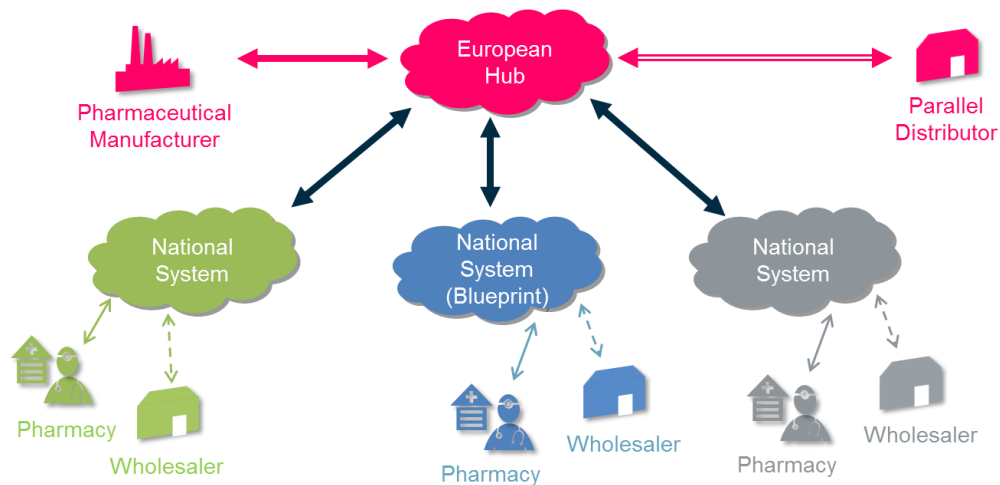 European
Hub
Pharmaceutical
Manufacturer
Parallel
Distributor
National
System
National
System
(Blueprint)
National
System
Pharmacy
Wholesaler
Pharmacy
Wholesaler
Pharmacy
Wholesaler